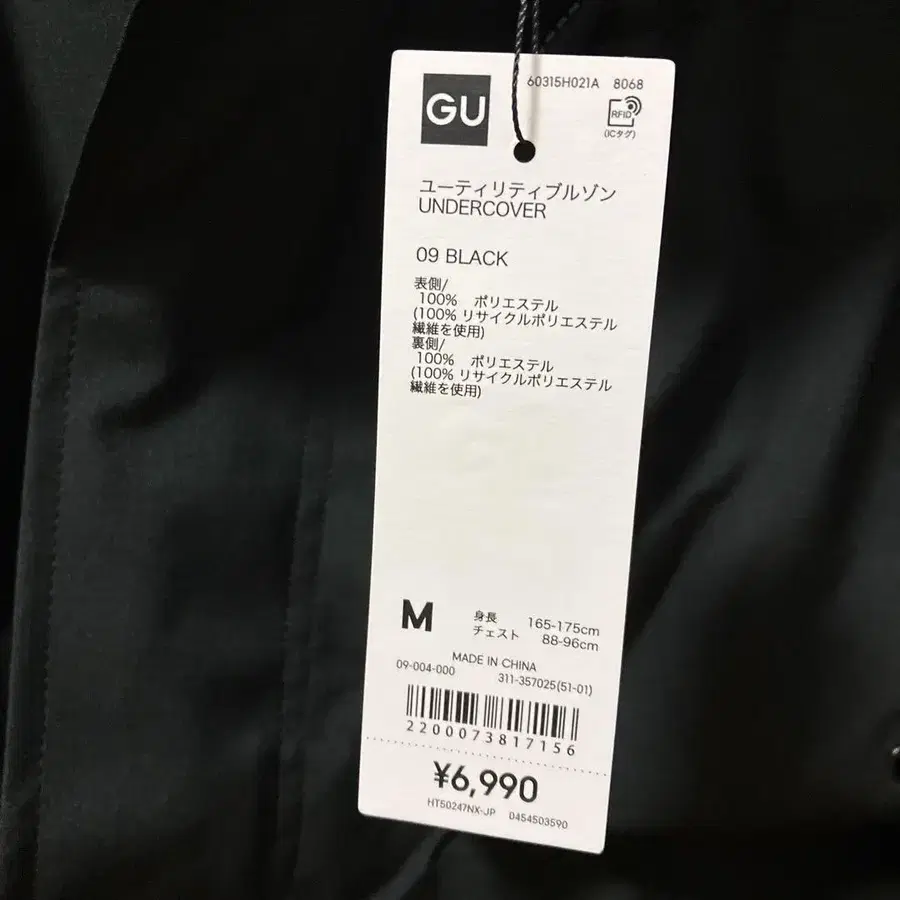 GU
60315H021A 8068
RFID
(ICタグ)
ユーティリティブルゾン
UNDERCOVER
09 BLACK
表側/
100% ポリエステル
(100% リサイクルポリエステル
繊維を使用)
裏側/
100% ポリエステル
(100% リサイクルポリエステル
繊維を使用)
M
身長 165-175cm
チェスト 88-96cm
MADE IN CHINA
09-004-000 311-357025(51-01)
2200073817156
¥6,990
HT50247NX-JP D454503590